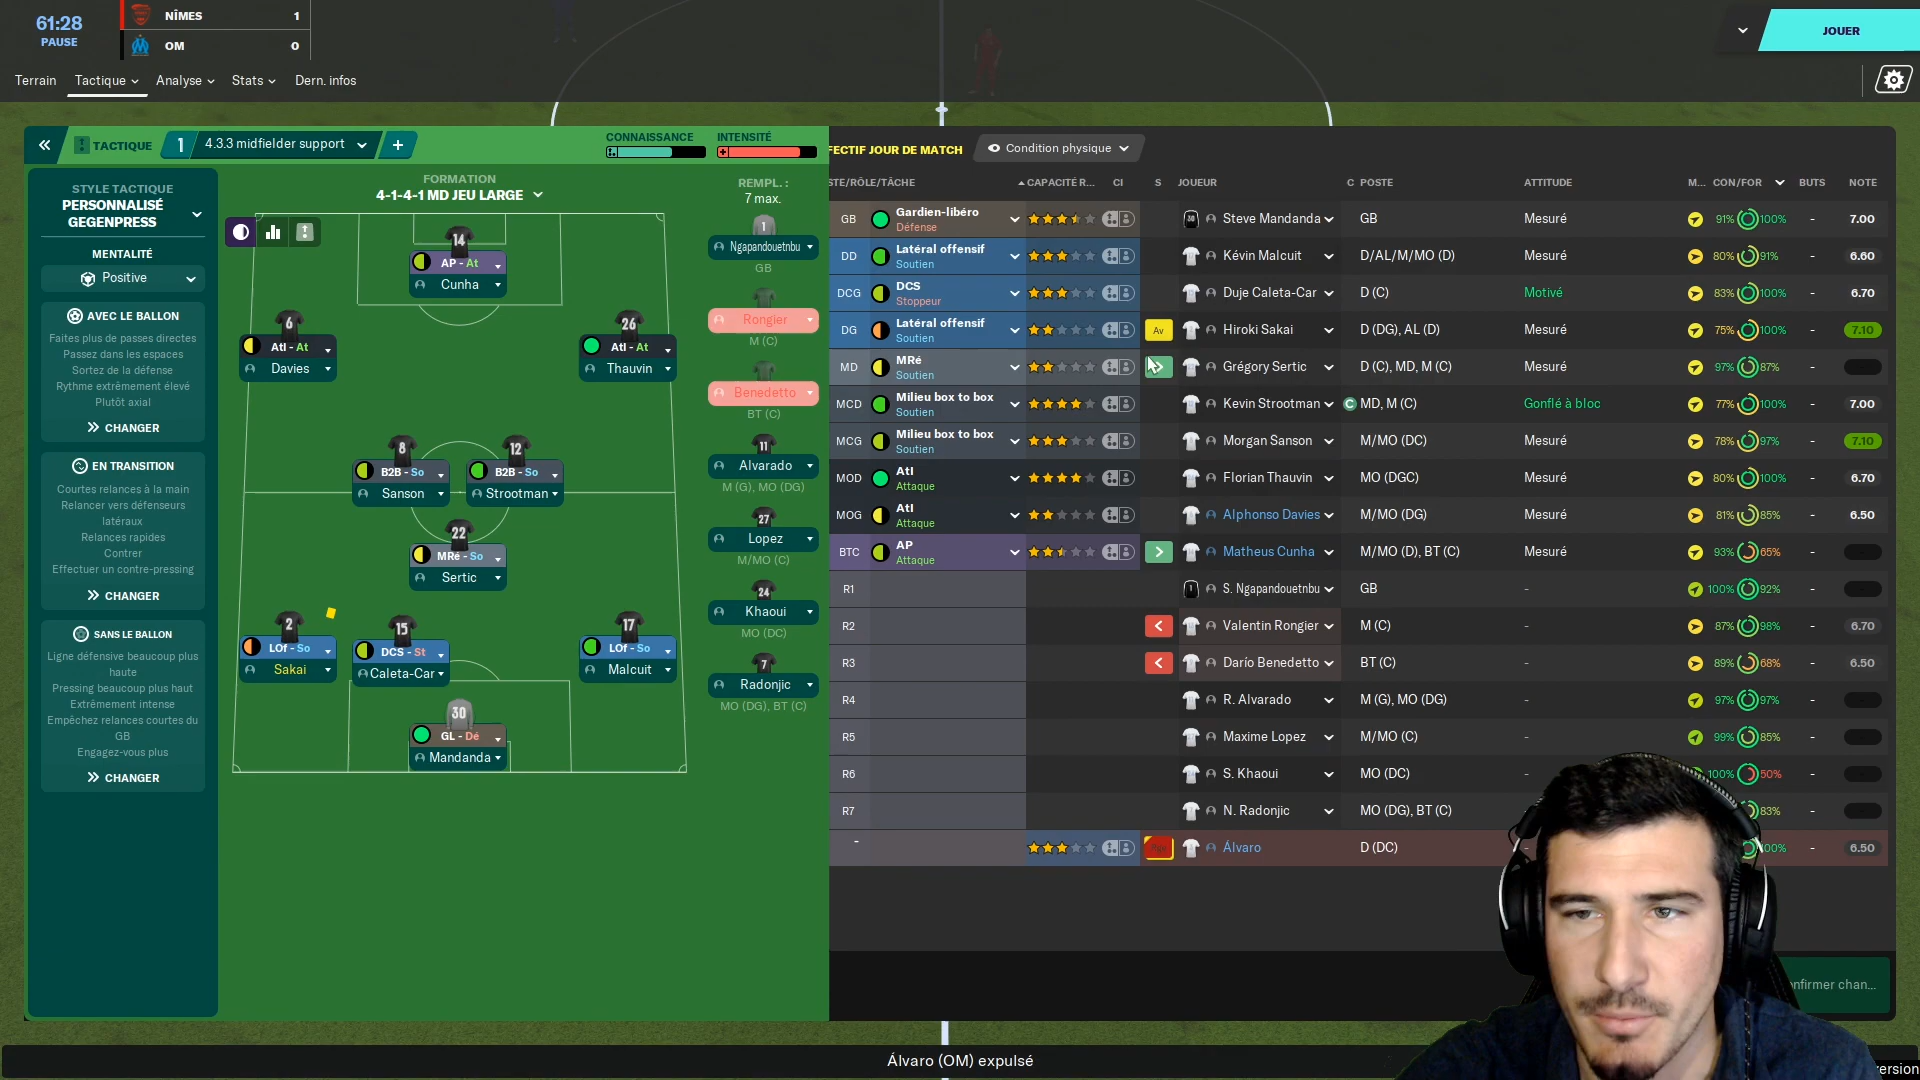 61:28
PAUSE
NÎMES 1
OM 0
JOUER
Terrain
Tactique
Analyse
Stats
Dern. infos
TACTIQUE
1
4.3.3 midfielder support
+
CONNAISSANCE
INTENSITÉ
STYLE TACTIQUE
PERSONNALISÉ
GEGENPRESS
MENTALITÉ
Positive
AVEC LE BALLON
Faites plus de passes directes
Passez dans les espaces
Sortez de la défense
Rythme extrêmement élevé
Plutôt axial
CHANGER
EN TRANSITION
Courtes relances à la main
Relancer vers défenseurs
latéraux
Relances rapides
Contrer
Effectuer un contre-pressing
CHANGER
SANS LE BALLON
Ligne défensive beaucoup plus
haute
Pressing beaucoup plus haut
Extrêmement intense
Empêchez relances courtes du
GB
Engagez-vous plus
CHANGER
FORMATION
4-1-4-1 MD JEU LARGE
14
AP - At
Cunha
6
Atl - At
Davies
26
Atl - At
Thauvin
8
B2B - So
Sanson
12
B2B - So
Strootman
22
MRé - So
Sertic
2
LOf - So
Sakai
15
DCS - St
Caleta-Car
17
LOf - So
Malcuit
30
GL - Dé
Mandanda
REMPL. :
7 max.
1
Ngapandouetnbu
GB
Rongier
M (C)
Benedetto
BT (C)
11
Alvarado
M (G), MO (DG)
27
Lopez
M/MO (C)
24
Khaoui
MO (DC)
7
Radonjic
MO (DG), BT (C)
FECTIF JOUR DE MATCH
Condition physique
STE/RÔLE/TÂCHE CAPACITÉ R... CI S JOUEUR C POSTE ATTITUDE M... CON/FOR BUTS NOTE
GB Gardien-libéro Défense Steve Mandanda GB Mesuré 91% 100% - 7.00
DD Latéral offensif Soutien Kévin Malcuit D/AL/M/MO (D) Mesuré 80% 91% - 6.60
DCG DCS Stoppeur Duje Caleta-Car D (C) Motivé 83% 100% - 6.70
DG Latéral offensif Soutien Av Hiroki Sakai D (DG), AL (D) Mesuré 75% 100% - 7.10
MD MRé Soutien Grégory Sertic D (C), MD, M (C) Mesuré 97% 87% -
MCD Milieu box to box Soutien Kevin Strootman C MD, M (C) Gonflé à bloc 77% 100% - 7.00
MCG Milieu box to box Soutien Morgan Sanson M/MO (DC) Mesuré 78% 97% - 7.10
MOD Atl Attaque Florian Thauvin MO (DGC) Mesuré 80% 100% - 6.70
MOG Atl Attaque Alphonso Davies M/MO (DG) Mesuré 81% 85% - 6.50
BTC AP Attaque Matheus Cunha M/MO (D), BT (C) Mesuré 93% 65% -
R1 S. Ngapandouetnbu GB - 100% 92% -
R2 Valentin Rongier M (C) - 87% 98% - 6.70
R3 Darío Benedetto BT (C) - 89% 68% - 6.50
R4 R. Alvarado M (G), MO (DG) - 97% 97% -
R5 Maxime Lopez M/MO (C) - 99% 85% -
R6 S. Khaoui MO (DC) - 100% 50% -
R7 N. Radonjic MO (DG), BT (C) - 83% -
- Álvaro D (DC) - 100% - 6.50
nfirmer chan...
Álvaro (OM) expulsé
ersion